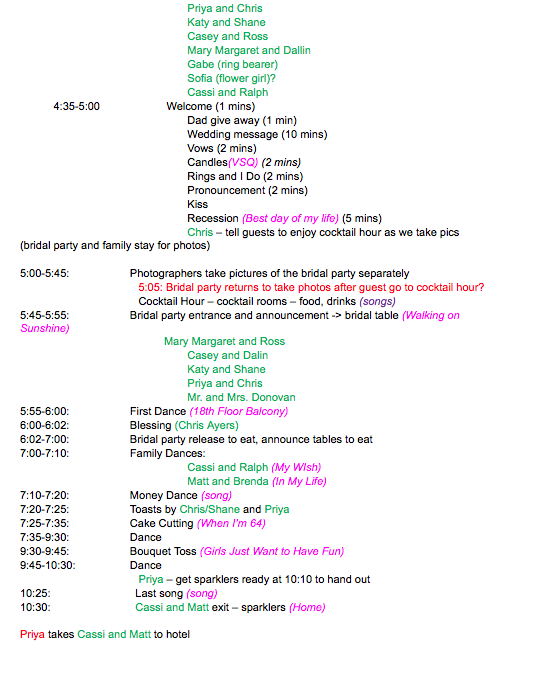 Priya and Chris
Katy and Shane
Casey and Ross
Mary Margaret and Dallin
Gabe (ring bearer)
Sofia (flower girl)?
Cassi and Ralph
4:35-5:00 Welcome (1 mins)
Dad give away (1 min)
Wedding message (10 mins)
Vows (2 mins)
Candles(VSQ) (2 mins)
Rings and I Do (2 mins)
Pronouncement (2 mins)
Kiss
Recession (Best day of my life) (5 mins)
Chris – tell guests to enjoy cocktail hour as we take pics
(bridal party and family stay for photos)
5:00-5:45: Photographers take pictures of the bridal party separately
5:05: Bridal party returns to take photos after guest go to cocktail hour?
Cocktail Hour – cocktail rooms – food, drinks (songs)
5:45-5:55: Bridal party entrance and announcement -> bridal table (Walking on
Sunshine)
Mary Margaret and Ross
Casey and Dalin
Katy and Shane
Priya and Chris
Mr. and Mrs. Donovan
5:55-6:00: First Dance (18th Floor Balcony)
6:00-6:02: Blessing (Chris Ayers)
6:02-7:00: Bridal party release to eat, announce tables to eat
7:00-7:10: Family Dances:
Cassi and Ralph (My WIsh)
Matt and Brenda (In My Life)
7:10-7:20: Money Dance (song)
7:20-7:25: Toasts by Chris/Shane and Priya
7:25-7:35: Cake Cutting (When I'm 64)
7:35-9:30: Dance
9:30-9:45: Bouquet Toss (Girls Just Want to Have Fun)
9:45-10:30: Dance
Priya – get sparklers ready at 10:10 to hand out
10:25: Last song (song)
10:30: Cassi and Matt exit – sparklers (Home)
Priya takes Cassi and Matt to hotel